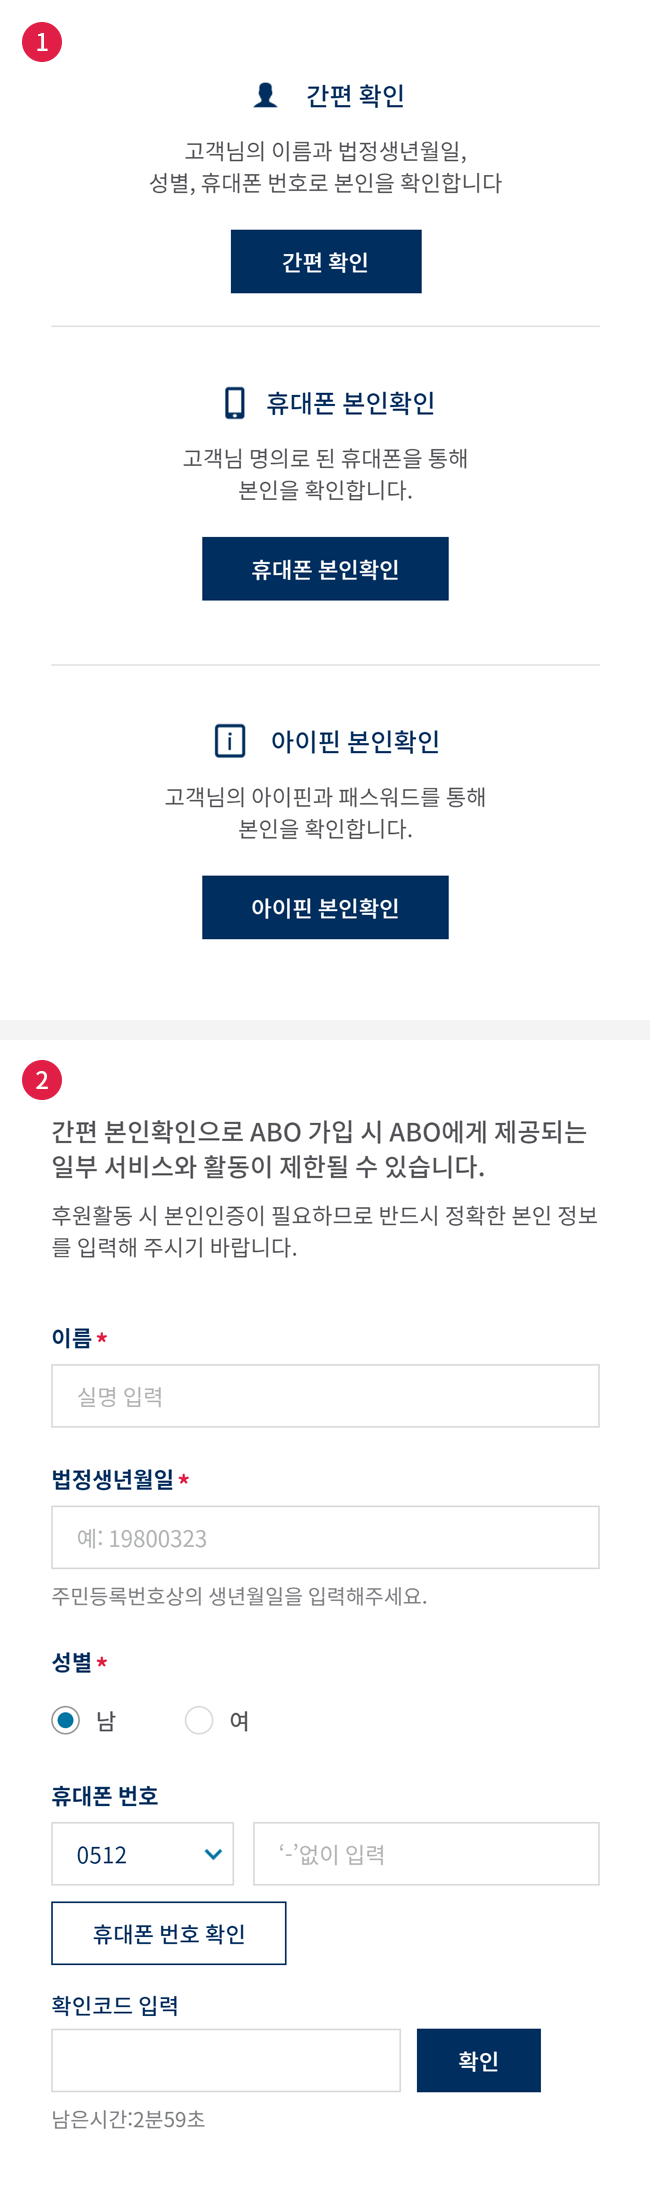 1
간편 확인
고객님의 이름과 법정생년월일,
성별, 휴대폰 번호로 본인을 확인합니다
간편 확인
휴대폰 본인확인
고객님 명의로 된 휴대폰을 통해
본인을 확인합니다.
휴대폰 본인확인
i 아이핀 본인확인
고객님의 아이핀과 패스워드를 통해
본인을 확인합니다.
아이핀 본인확인
2
간편 본인확인으로 ABO 가입 시 ABO에게 제공되는
일부 서비스와 활동이 제한될 수 있습니다.
후원활동 시 본인인증이 필요하므로 반드시 정확한 본인 정보
를 입력해 주시기 바랍니다.
이름 *
실명 입력
법정생년월일 *
예: 19800323
주민등록번호상의 생년월일을 입력해주세요.
성별 *
남 여
휴대폰 번호
0512 ‘-’없이 입력
휴대폰 번호 확인
확인코드 입력
확인
남은시간:2분59초